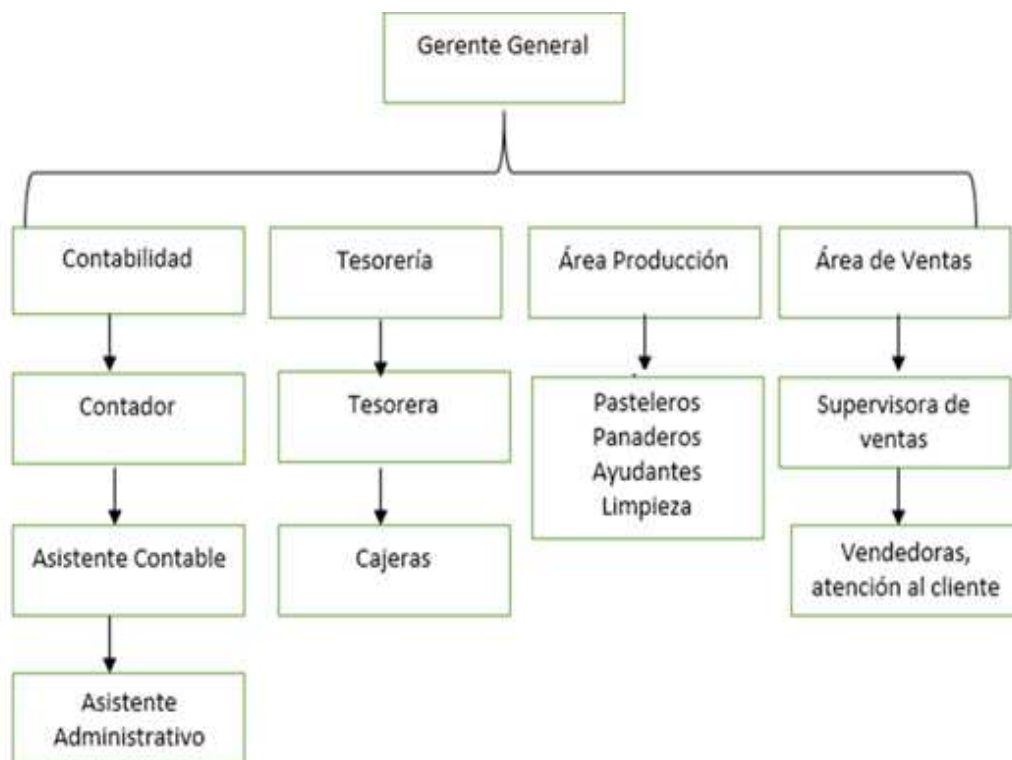 Gerente General
Contabilidad
Tesorería
Área Producción
Área de Ventas
Contador
Tesorera
Pasteleros
Panaderos
Ayudantes
Limpieza
Supervisora de
ventas
Asistente Contable
Cajeras
Vendedoras,
atención al cliente
Asistente
Administrativo